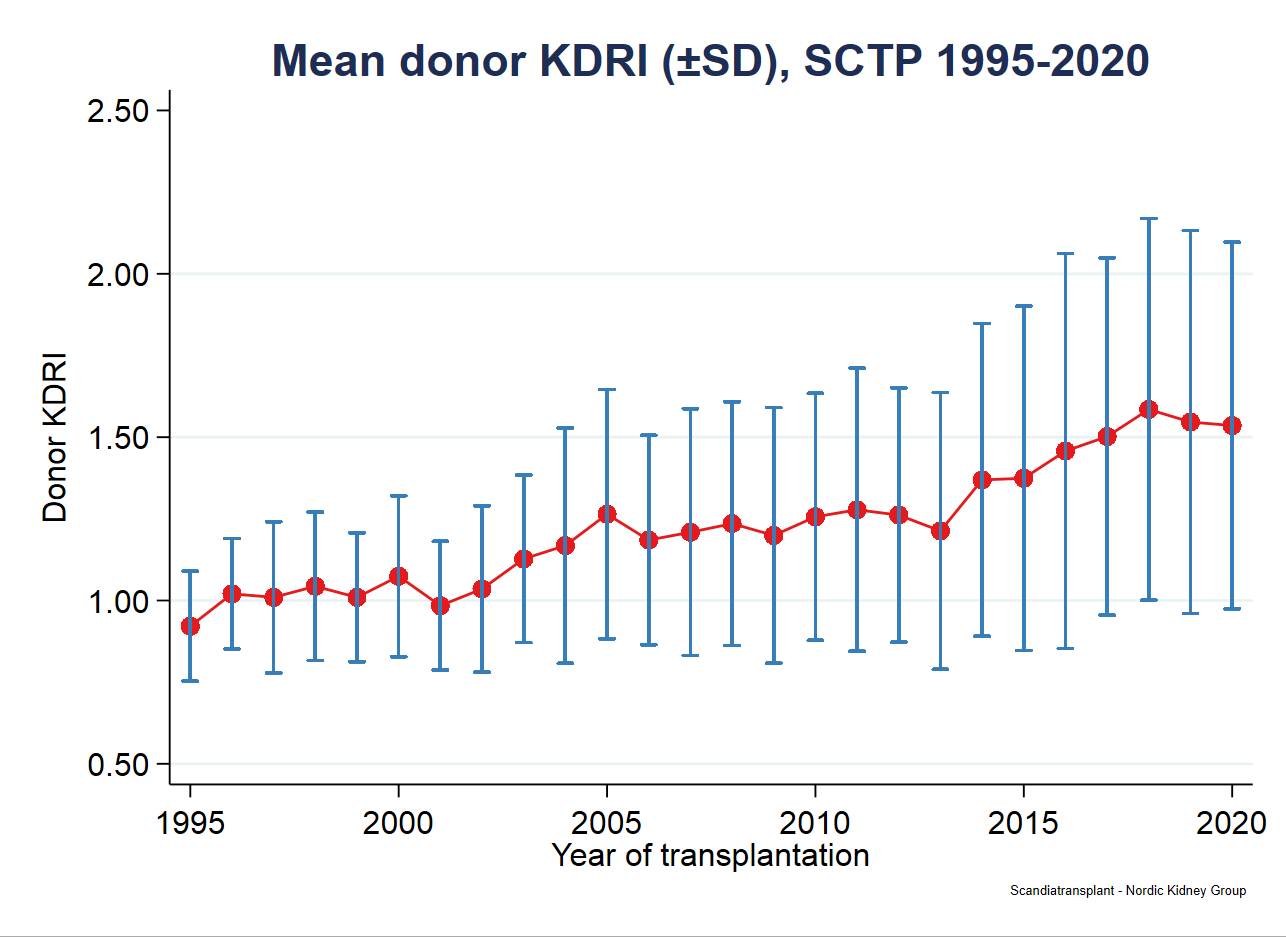 Mean donor KDRI (±SD), SCTP 1995-2020
2.50
2.00
1.50
1.00
0.50
Donor KDRI
1995 2000 2005 2010 2015 2020
Year of transplantation
Scandiatransplant - Nordic Kidney Group